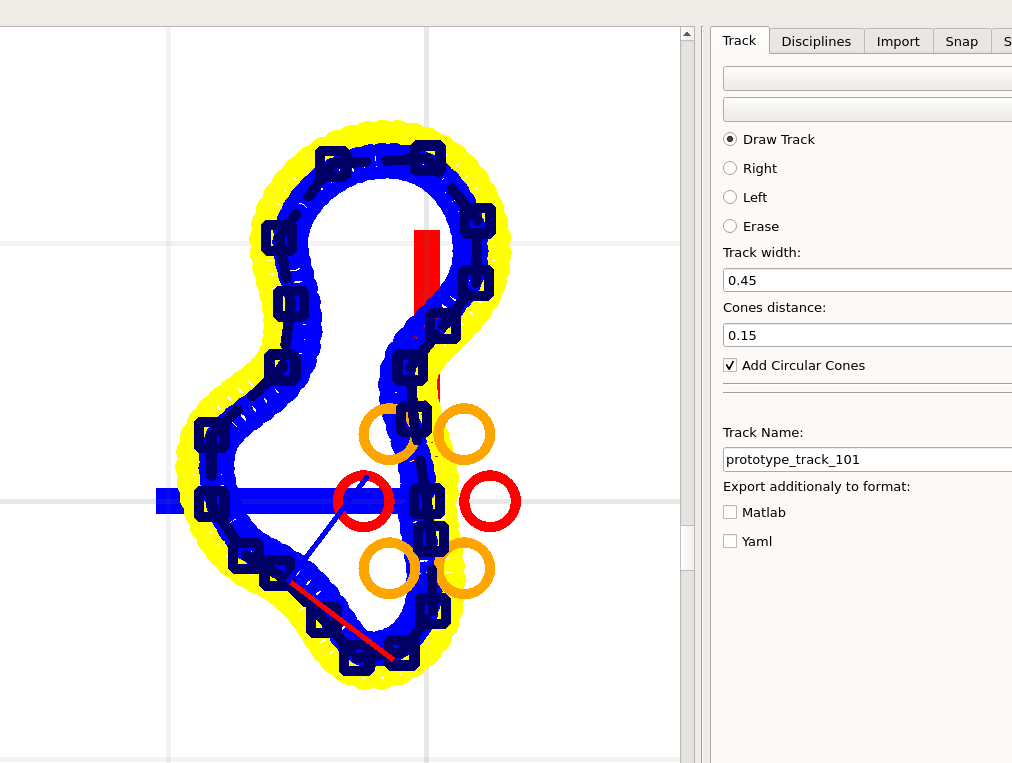 Track Disciplines Import Snap S
Draw Track
Right
Left
Erase
Track width:
0.45
Cones distance:
0.15
Add Circular Cones
Track Name:
prototype_track_101
Export additionaly to format:
Matlab
Yaml